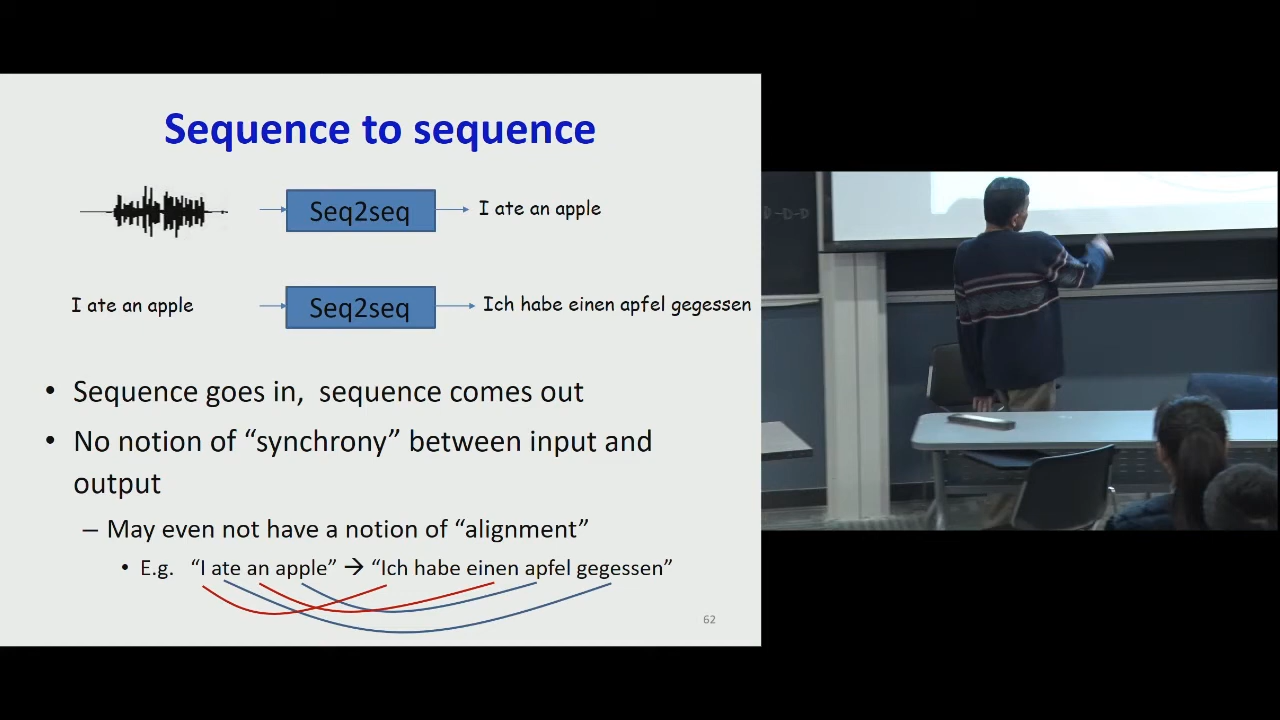 Sequence to sequence
Seq2seq
I ate an apple
I ate an apple
Seq2seq
Ich habe einen apfel gegessen
• Sequence goes in, sequence comes out
• No notion of “synchrony” between input and
output
– May even not have a notion of “alignment”
• E.g. “I ate an apple” → “Ich habe einen apfel gegessen”
62